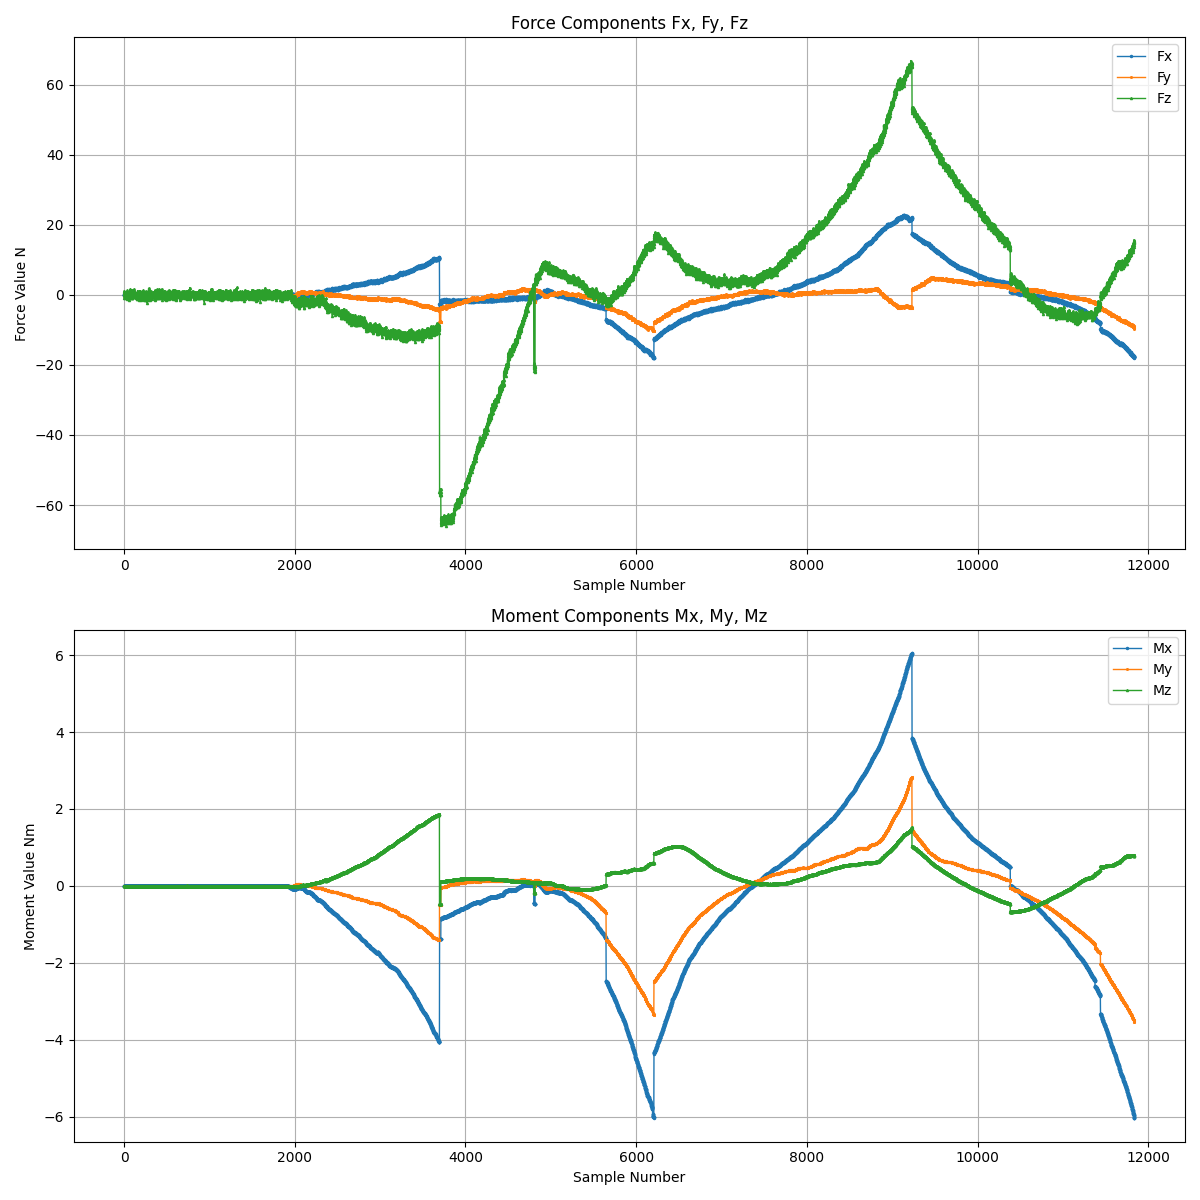 Force Components Fx, Fy, Fz
Force Value N
60
40
20
0
−20
−40
−60
Fx
Fy
Fz
0 2000 4000 6000 8000 10000 12000
Sample Number
Moment Components Mx, My, Mz
Moment Value Nm
6
4
2
0
−2
−4
−6
Mx
My
Mz
0 2000 4000 6000 8000 10000 12000
Sample Number